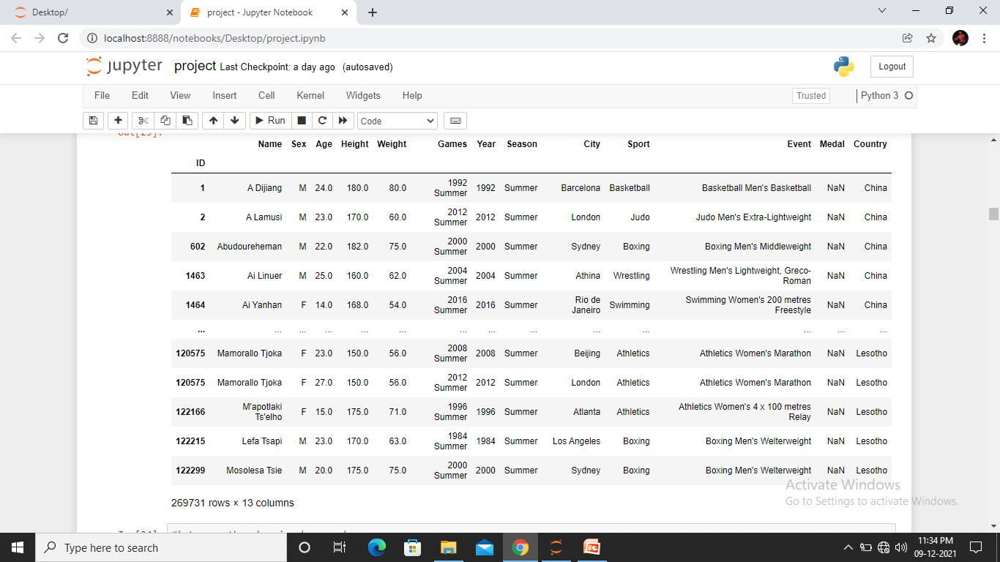 Desktop/
project - Jupyter Notebook
localhost:8888/notebooks/Desktop/project.ipynb
jupyter project Last Checkpoint: a day ago (autosaved)
Logout
File Edit View Insert Cell Kernel Widgets Help
Trusted
Python 3
Run
Code
Name Sex Age Height Weight Games Year Season City Sport Event Medal Country
ID
1 A Dijiang M 24.0 180.0 80.0 1992 Summer 1992 Summer Barcelona Basketball Basketball Men's Basketball NaN China
2 A Lamusi M 23.0 170.0 60.0 2012 Summer 2012 Summer London Judo Judo Men's Extra-Lightweight NaN China
602 Abudoureheman M 22.0 182.0 75.0 2000 Summer 2000 Summer Sydney Boxing Boxing Men's Middleweight NaN China
1463 Ai Linuer M 25.0 160.0 62.0 2004 Summer 2004 Summer Athina Wrestling Wrestling Men's Lightweight, Greco-Roman NaN China
1464 Ai Yanhan F 14.0 168.0 54.0 2016 Summer 2016 Summer Rio de Janeiro Swimming Swimming Women's 200 metres Freestyle NaN China
... ... ... ... ... ... ... ... ... ... ... ... ... ...
120575 Mamorallo Tjoka F 23.0 150.0 56.0 2008 Summer 2008 Summer Beijing Athletics Athletics Women's Marathon NaN Lesotho
120575 Mamorallo Tjoka F 27.0 150.0 56.0 2012 Summer 2012 Summer London Athletics Athletics Women's Marathon NaN Lesotho
122166 M'apotlaki Ts'elho F 15.0 175.0 71.0 1996 Summer 1996 Summer Atlanta Athletics Athletics Women's 4 x 100 metres Relay NaN Lesotho
122215 Lefa Tsapi M 23.0 170.0 63.0 1984 Summer 1984 Summer Los Angeles Boxing Boxing Men's Welterweight NaN Lesotho
122299 Mosolesa Tsie M 20.0 175.0 75.0 2000 Summer 2000 Summer Sydney Boxing Boxing Men's Welterweight NaN Lesotho
269731 rows × 13 columns
Activate Windows
Go to Settings to activate Windows.
Type here to search
11:34 PM
09-12-2021